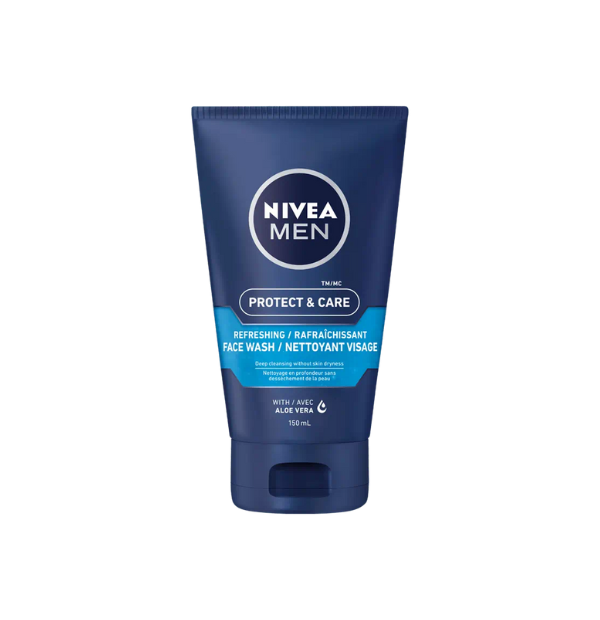 NIVEA
MEN
TM/MC
PROTECT & CARE
REFRESHING / RAFRAÎCHISSANT
FACE WASH / NETTOYANT VISAGE
Deep cleansing without skin dryness
Nettoyage en profondeur sans
dessèchement de la peau
WITH / AVEC
ALOE VERA
150 mL